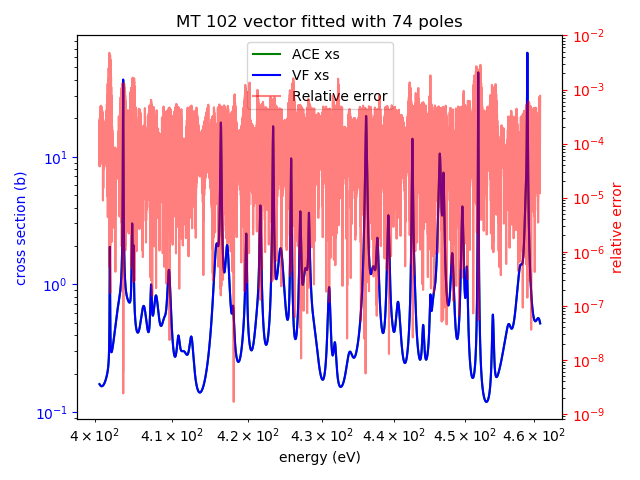 MT 102 vector fitted with 74 poles
ACE xs
VF xs
Relative error
cross section (b)
10¹
10⁰
10⁻¹
10⁻²
10⁻³
10⁻⁴
10⁻⁵
10⁻⁶
10⁻⁷
10⁻⁸
10⁻⁹
relative error
4 × 10² 4.1 × 10² 4.2 × 10² 4.3 × 10² 4.4 × 10² 4.5 × 10² 4.6 × 10²
energy (eV)